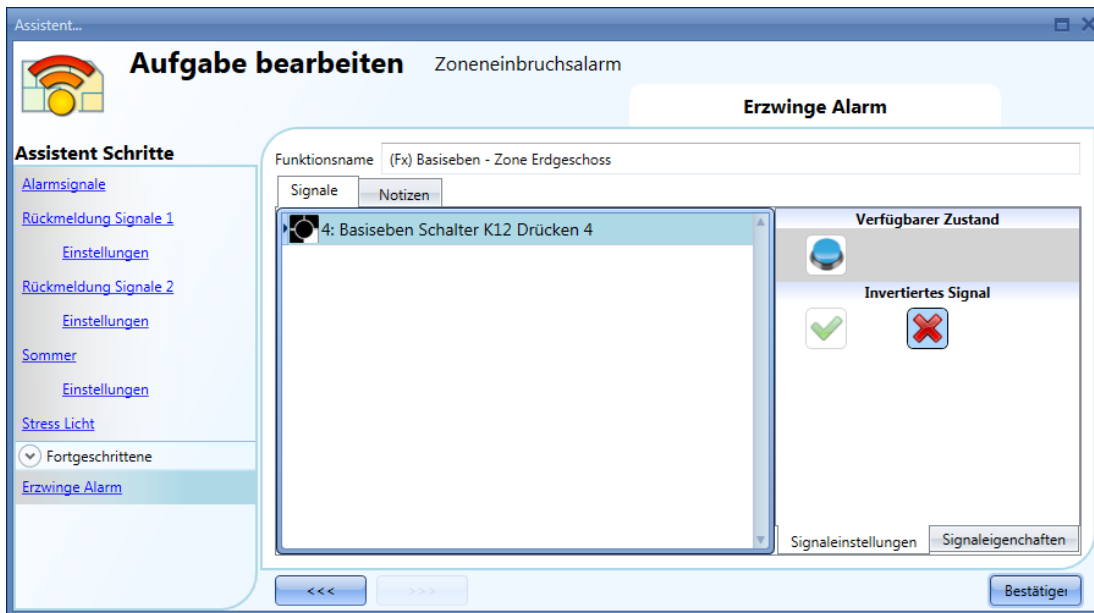 Assistent...
Aufgabe bearbeiten Zoneneinbruchsalarm
Erzwinge Alarm
Assistent Schritte
Alarmsignale
Rückmeldung Signale 1
Einstellungen
Rückmeldung Signale 2
Einstellungen
Sommer
Einstellungen
Stress Licht
Fortgeschrittene
Erzwinge Alarm
Funktionsname (Fx) Basiseben - Zone Erdgeschoss
Signale Notizen
4: Basiseben Schalter K12 Drücken 4
Verfügbarer Zustand
Invertiertes Signal
Signaleinstellungen Signaleigenchaften
<<< >>> Bestätiger